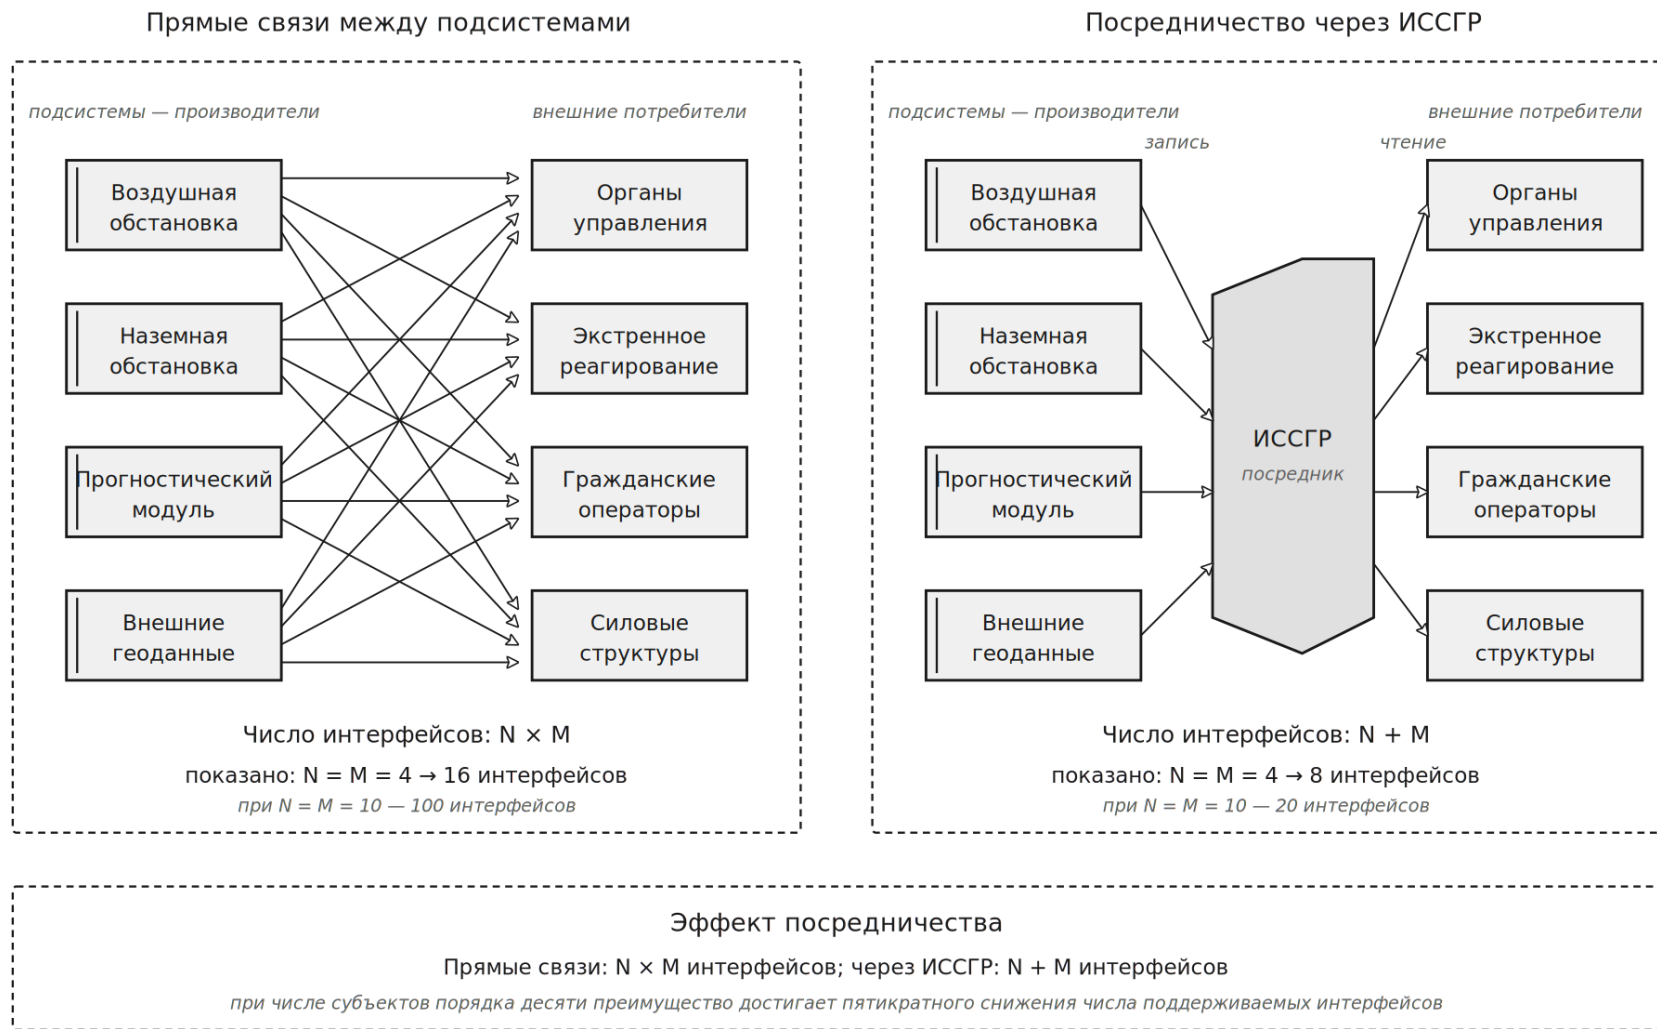 Прямые связи между подсистемами
подсистемы — производители
внешние потребители
Воздушная
обстановка
Органы
управления
Наземная
обстановка
Экстренное
реагирование
Прогностический
модуль
Гражданские
операторы
Внешние
геоданные
Силовые
структуры
Число интерфейсов: N × M
показано: N = M = 4 → 16 интерфейсов
при N = M = 10 — 100 интерфейсов
Посредничество через ИССГР
подсистемы — производители
внешние потребители
запись
чтение
Воздушная
обстановка
Органы
управления
Наземная
обстановка
Экстренное
реагирование
ИССГР
посредник
Прогностический
модуль
Гражданские
операторы
Внешние
геоданные
Силовые
структуры
Число интерфейсов: N + M
показано: N = M = 4 → 8 интерфейсов
при N = M = 10 — 20 интерфейсов
Эффект посредничества
Прямые связи: N × M интерфейсов; через ИССГР: N + M интерфейсов
при числе субъектов порядка десяти преимущество достигает пятикратного снижения числа поддерживаемых интерфейсов